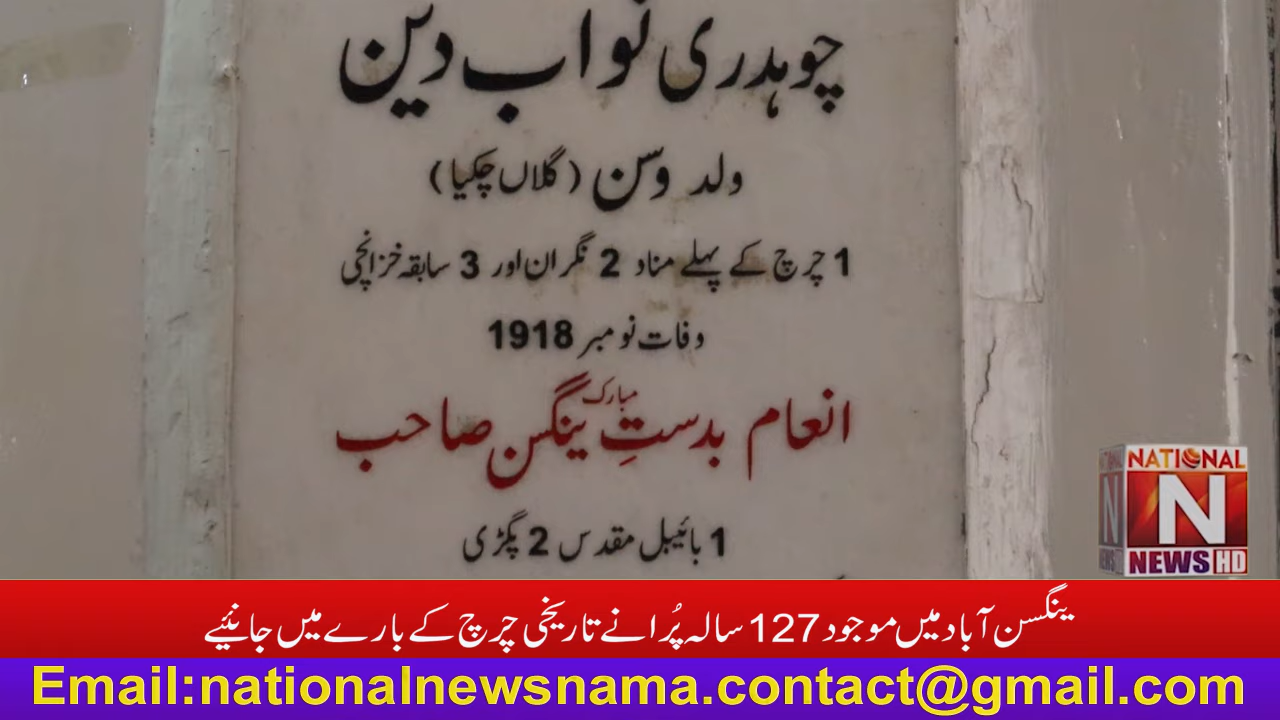 چوہدری نواب دین
ولد وسن (گلاں چکیا)
1 چرچ کے پہلے مناد 2 نگران اور 3 سابقہ خزانچی
وفات نومبر 1918
انعام بدستِ مبارک ینگسن صاحب
1 بائیبل مقدس 2 پگڑی
NATIONAL
N
NEWS HD
ینگسن آباد میں موجود 127 سالہ پُرانے تاریخی چرچ کے بارے میں جانئیے
Email:nationalnewsnama.contact@gmail.com